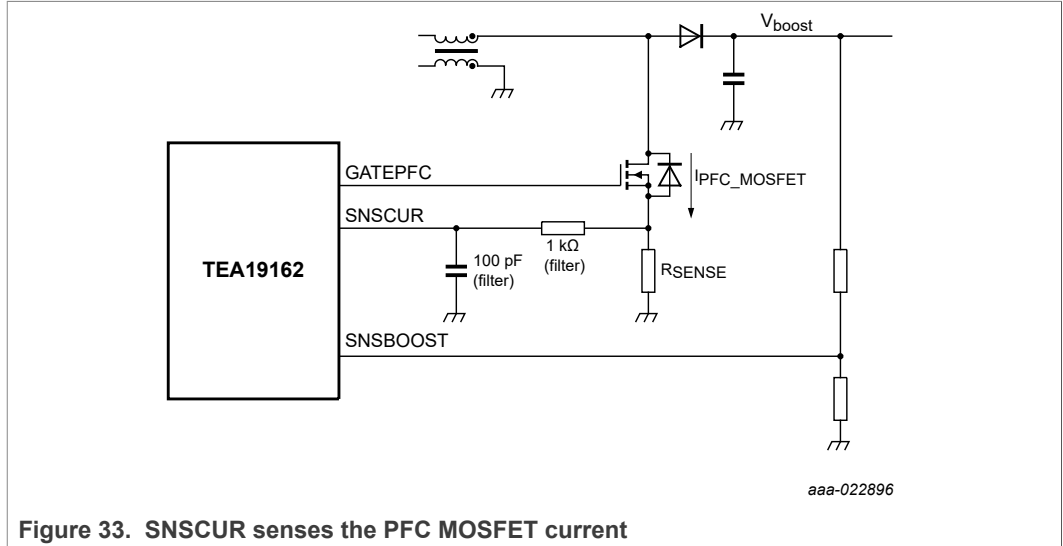 Vboost
GATEPFC
IPFC_MOSFET
SNSCUR
TEA19162
100 pF
(filter)
1 kΩ
(filter)
RSENSE
SNSBOOST
aaa-022896
Figure 33. SNSCUR senses the PFC MOSFET current